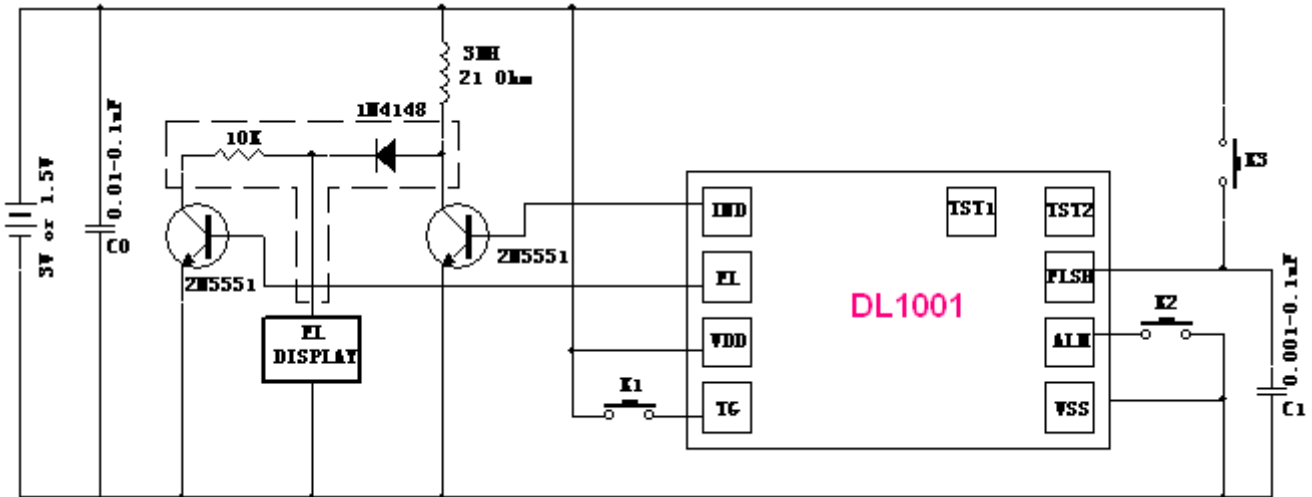 3MH
21 Ohm
1N4148
10K
3V or 1.5V
0.01-0.1uF
C0
2N5551
2N5551
EL
DISPLAY
K1
IND
EL
VDD
TG
DL1001
TST1
TST2
FLSH
ALM
VSS
K2
K3
0.001-0.1uF
C1